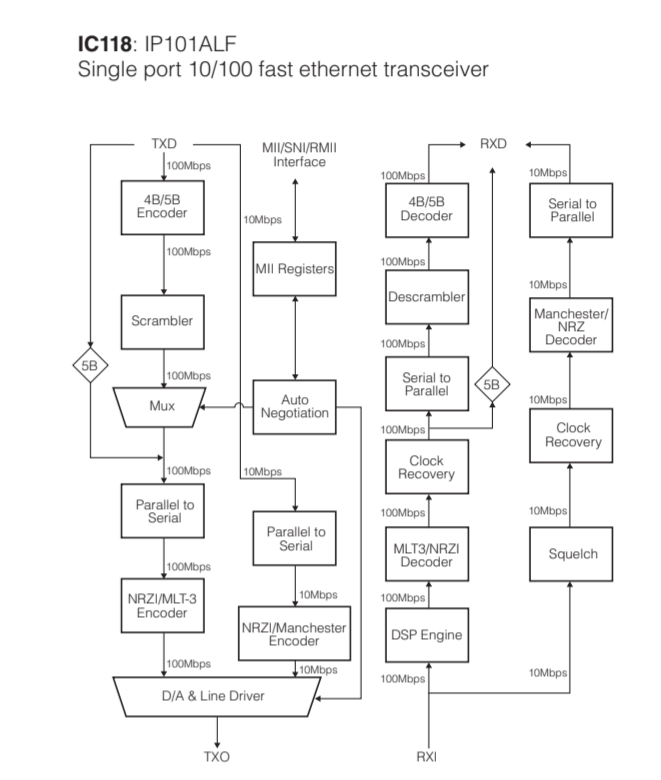 IC118: IP101ALF
Single port 10/100 fast ethernet transceiver
TXD
100Mbps
4B/5B
Encoder
100Mbps
Scrambler
5B
100Mbps
Mux
100Mbps
Parallel to
Serial
100Mbps
NRZI/MLT-3
Encoder
100Mbps
D/A & Line Driver
TXO
MII/SNI/RMII
Interface
10Mbps
MII Registers
Auto
Negotiation
10Mbps
Parallel to
Serial
10Mbps
NRZI/Manchester
Encoder
10Mbps
RXD
100Mbps
4B/5B
Decoder
100Mbps
Descrambler
100Mbps
Serial to
Parallel
5B
100Mbps
Clock
Recovery
100Mbps
MLT3/NRZI
Decoder
100Mbps
DSP Engine
100Mbps
RXI
10Mbps
Serial to
Parallel
10Mbps
Manchester/
NRZ
Decoder
10Mbps
Clock
Recovery
10Mbps
Squelch
10Mbps